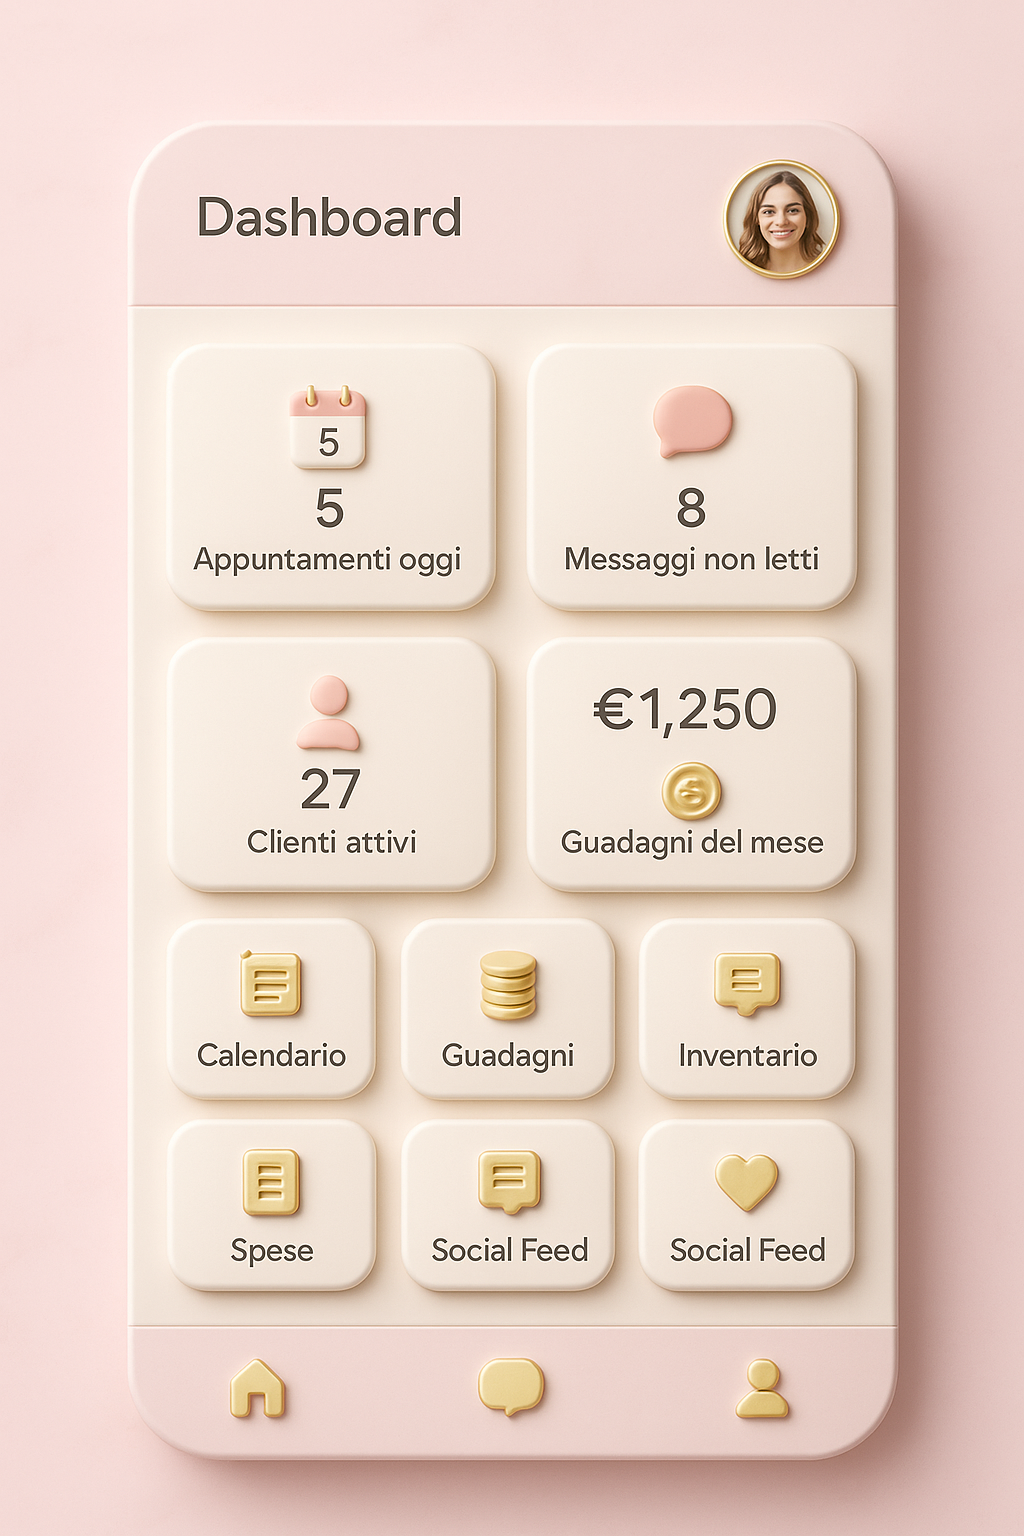 Dashboard
5
5
Appuntamenti oggi
8
Messaggi non letti
27
Clienti attivi
€1,250
Guadagni del mese
Calendario
Guadagni
Inventario
Spese
Social Feed
Social Feed